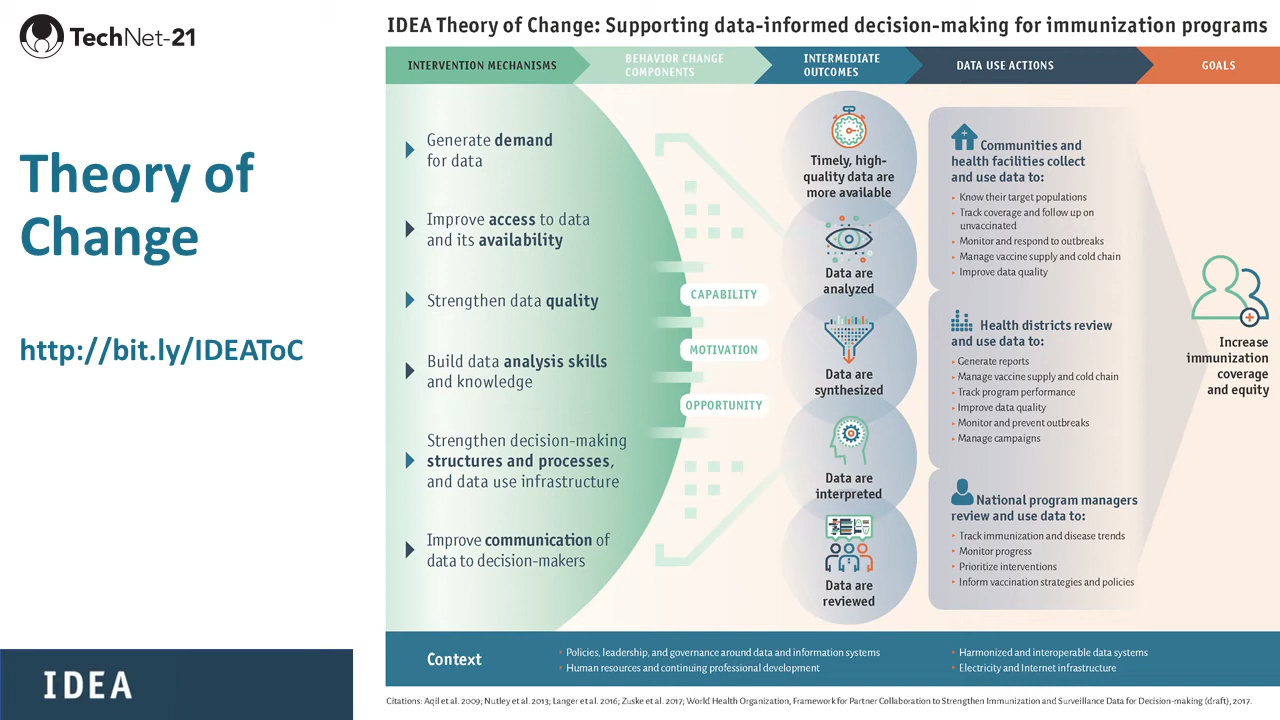 TechNet-21
Theory of
Change
http://bit.ly/IDEAToC
IDEA
IDEA Theory of Change: Supporting data-informed decision-making for immunization programs
INTERVENTION MECHANISMS
BEHAVIOR CHANGE
COMPONENTS
INTERMEDIATE
OUTCOMES
DATA USE ACTIONS
GOALS
Generate demand
for data
Improve access to data
and its availability
Strengthen data quality
Build data analysis skills
and knowledge
Strengthen decision-making
structures and processes,
and data use infrastructure
Improve communication of
data to decision-makers
CAPABILITY
MOTIVATION
OPPORTUNITY
Timely, high-
quality data are
more available
Data are
analyzed
Data are
synthesized
Data are
interpreted
Data are
reviewed
Communities and
health facilities collect
and use data to:
Know their target populations
Track coverage and follow up on
unvaccinated
Monitor and respond to outbreaks
Manage vaccine supply and cold chain
Improve data quality
Health districts review
and use data to:
Generate reports
Manage vaccine supply and cold chain
Track program performance
Improve data quality
Monitor and prevent outbreaks
Manage campaigns
National program managers
review and use data to:
Track immunization and disease trends
Monitor progress
Prioritize interventions
Inform vaccination strategies and policies
Increase
immunization
coverage
and equity
Context
Policies, leadership, and governance around data and information systems
Human resources and continuing professional development
Harmonized and interoperable data systems
Electricity and Internet infrastructure
Citations: Aqil et al. 2009; Nutley et al. 2013; Langer et al. 2016; Zuske et al. 2017; World Health Organization, Framework for Partner Collaboration to Strengthen Immunization and Surveillance Data for Decision-making (draft), 2017.